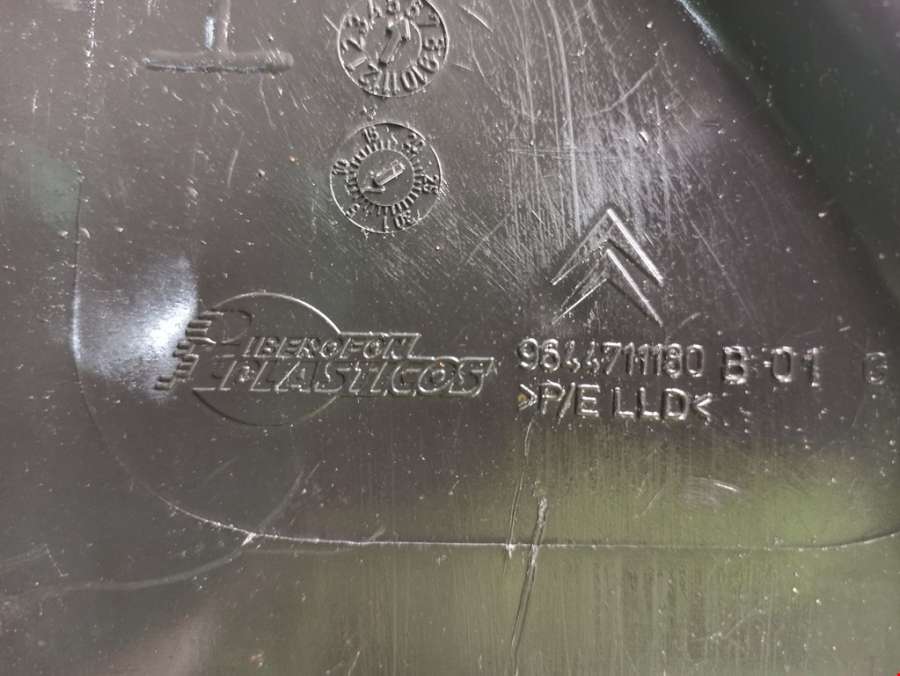 IBEROFON
PLASTICOS
9644711180 B-01
>P/E LLD<